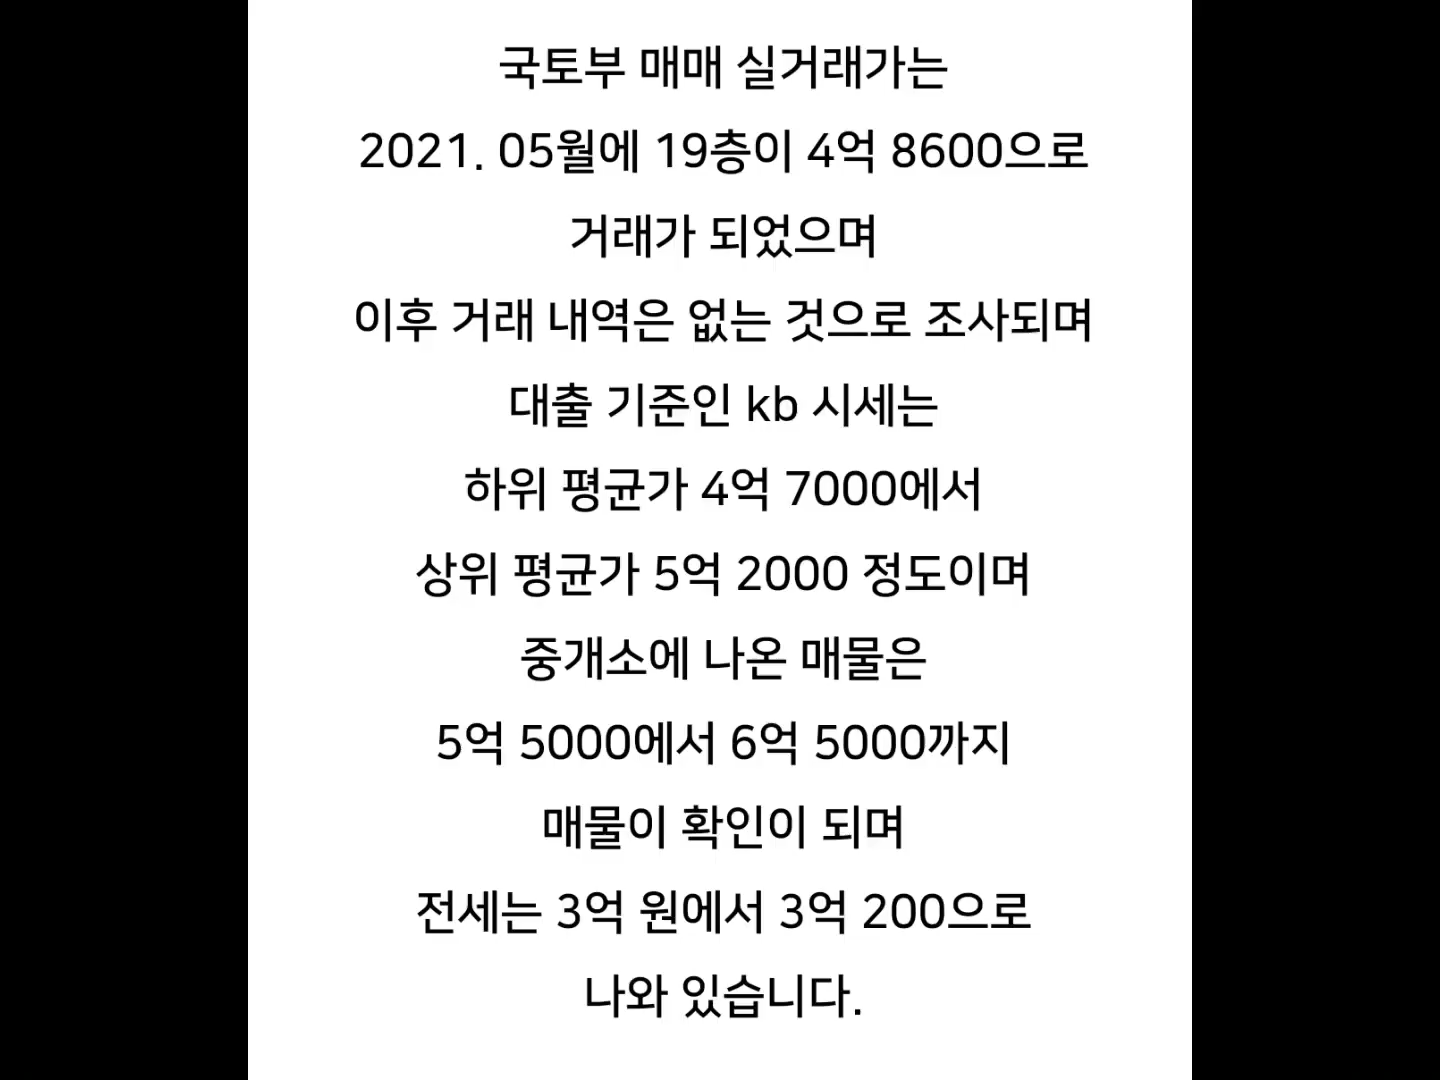 국토부 매매 실거래가는
2021. 05월에 19층이 4억 8600으로
거래가 되었으며
이후 거래 내역은 없는 것으로 조사되며
대출 기준인 kb 시세는
하위 평균가 4억 7000에서
상위 평균가 5억 2000 정도이며
중개소에 나온 매물은
5억 5000에서 6억 5000까지
매물이 확인이 되며
전세는 3억 원에서 3억 200으로
나와 있습니다.